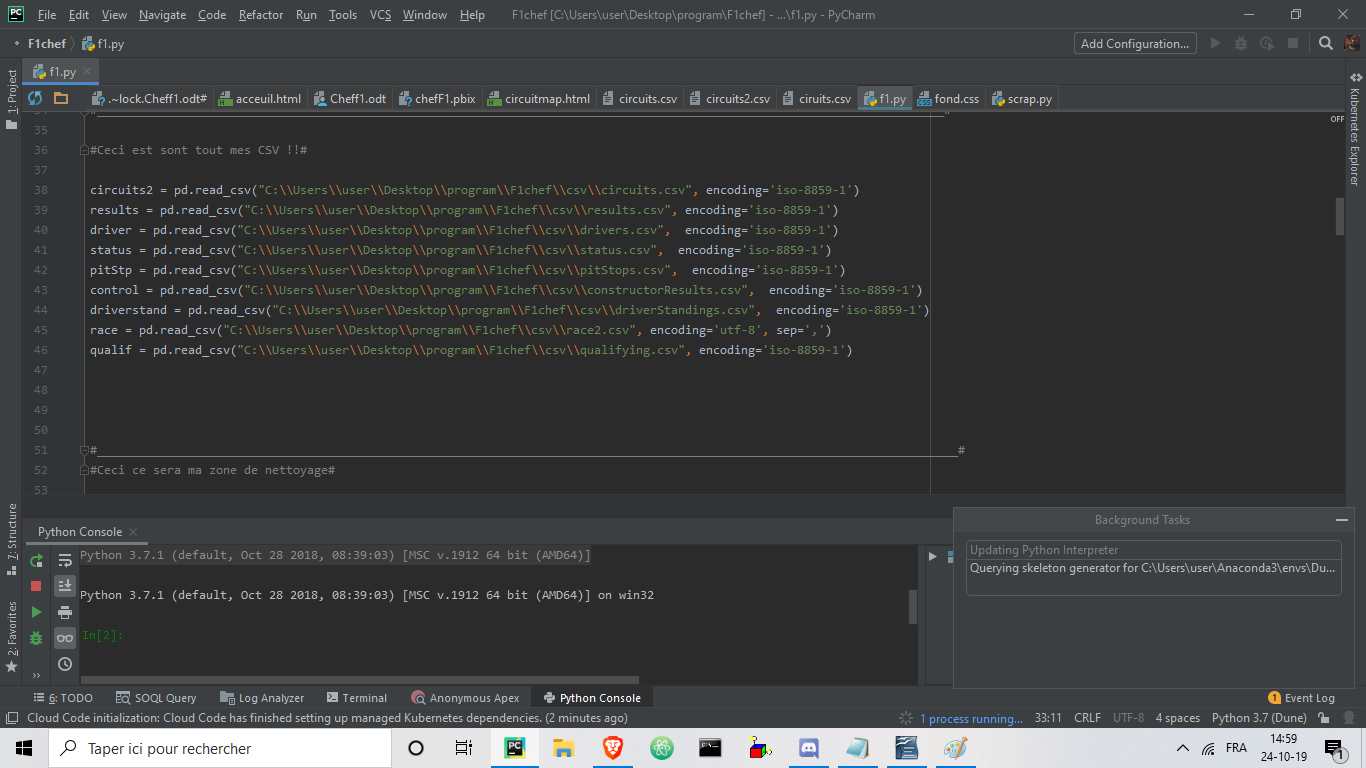 File Edit View Navigate Code Refactor Run Tools VCS Window Help F1chef [C:\Users\user\Desktop\program\F1chef] - ...\f1.py - PyCharm
F1chef f1.py Add Configuration...
f1.py
.~lock.Cheff1.odt# acceuil.html Cheff1.odt chefF1.pbix circuitmap.html circuits.csv circuits2.csv ciruits.csv f1.py fond.css scrap.py
1: Project
Kubernetes Explorer
OFF
35
36 #Ceci est sont tout mes CSV !!#
37
38 circuits2 = pd.read_csv("C:\\Users\\user\\Desktop\\program\\F1chef\\csv\\circuits.csv", encoding='iso-8859-1')
39 results = pd.read_csv("C:\\Users\\user\\Desktop\\program\\F1chef\\csv\\results.csv", encoding='iso-8859-1')
40 driver = pd.read_csv("C:\\Users\\user\\Desktop\\program\\F1chef\\csv\\drivers.csv",  encoding='iso-8859-1')
41 status = pd.read_csv("C:\\Users\\user\\Desktop\\program\\F1chef\\csv\\status.csv",  encoding='iso-8859-1')
42 pitStp = pd.read_csv("C:\\Users\\user\\Desktop\\program\\F1chef\\csv\\pitStops.csv",  encoding='iso-8859-1')
43 control = pd.read_csv("C:\\Users\\user\\Desktop\\program\\F1chef\\csv\\constructorResults.csv",  encoding='iso-8859-1')
44 driverstand = pd.read_csv("C:\\Users\\user\\Desktop\\program\\F1chef\\csv\\driverStandings.csv",  encoding='iso-8859-1')
45 race = pd.read_csv("C:\\Users\\user\\Desktop\\program\\F1chef\\csv\\race2.csv", encoding='utf-8', sep=',')
46 qualif = pd.read_csv("C:\\Users\\user\\Desktop\\program\\F1chef\\csv\\qualifying.csv", encoding='iso-8859-1')
47
48
49
50
51 #___#
52 #Ceci ce sera ma zone de nettoyage#
53
7: Structure
2: Favorites
Python Console
Python 3.7.1 (default, Oct 28 2018, 08:39:03) [MSC v.1912 64 bit (AMD64)]
Python 3.7.1 (default, Oct 28 2018, 08:39:03) [MSC v.1912 64 bit (AMD64)] on win32
In[2]:
Background Tasks
Updating Python Interpreter
Querying skeleton generator for C:\Users\user\Anaconda3\envs\Du...
6: TODO SOQL Query Log Analyzer Terminal Anonymous Apex Python Console 1 Event Log
Cloud Code initialization: Cloud Code has finished setting up managed Kubernetes dependencies. (2 minutes ago) 1 process running... 33:11 CRLF UTF-8 4 spaces Python 3.7 (Dune)
Taper ici pour rechercher FRA 14:59
24-10-19 1